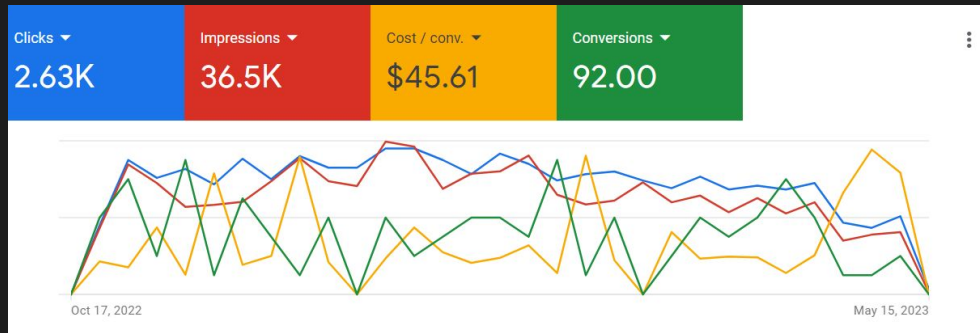 Clicks
Impressions
Cost / conv.
Conversions
2.63K
36.5K
$45.61
92.00
Oct 17, 2022
May 15, 2023